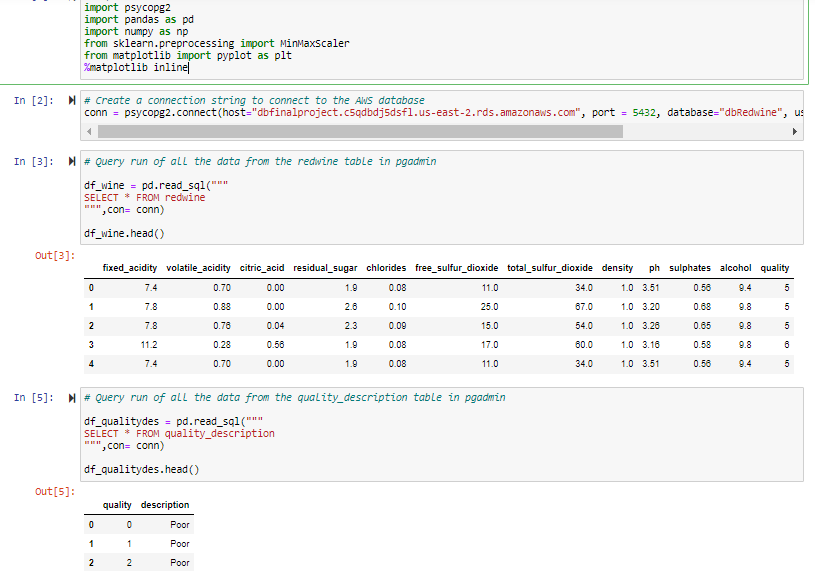 import psycopg2
import pandas as pd
import numpy as np
from sklearn.preprocessing import MinMaxScaler
from matplotlib import pyplot as plt
%matplotlib inline
In [2]:
# Create a connection string to connect to the AWS database
conn = psycopg2.connect(host="dbfinalproject.c5qdbdj5dsfl.us-east-2.rds.amazonaws.com", port = 5432, database="dbRedwine", us
In [3]:
# Query run of all the data from the redwine table in pgadmin
df_wine = pd.read_sql("""
SELECT * FROM redwine
""",con= conn)
df_wine.head()
Out[3]:
fixed_acidity volatile_acidity citric_acid residual_sugar chlorides free_sulfur_dioxide total_sulfur_dioxide density ph sulphates alcohol quality
0 7.4 0.70 0.00 1.9 0.08 11.0 34.0 1.0 3.51 0.56 9.4 5
1 7.8 0.88 0.00 2.6 0.10 25.0 67.0 1.0 3.20 0.68 9.8 5
2 7.8 0.76 0.04 2.3 0.09 15.0 54.0 1.0 3.26 0.65 9.8 5
3 11.2 0.28 0.56 1.9 0.08 17.0 60.0 1.0 3.16 0.58 9.8 6
4 7.4 0.70 0.00 1.9 0.08 11.0 34.0 1.0 3.51 0.56 9.4 5
In [5]:
# Query run of all the data from the quality_description table in pgadmin
df_qualitydes = pd.read_sql("""
SELECT * FROM quality_description
""",con= conn)
df_qualitydes.head()
Out[5]:
quality description
0 0 Poor
1 1 Poor
2 2 Poor